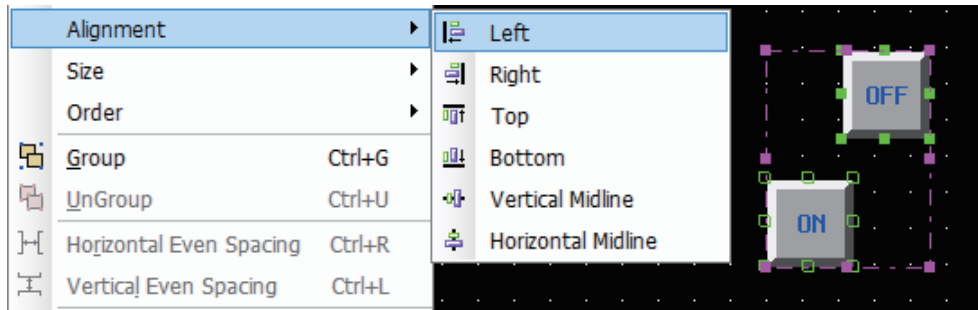 Alignment
Size
Order
Group Ctrl+G
UnGroup Ctrl+U
Horizontal Even Spacing Ctrl+R
Vertical Even Spacing Ctrl+L
Left
Right
Top
Bottom
Vertical Midline
Horizontal Midline
OFF
ON